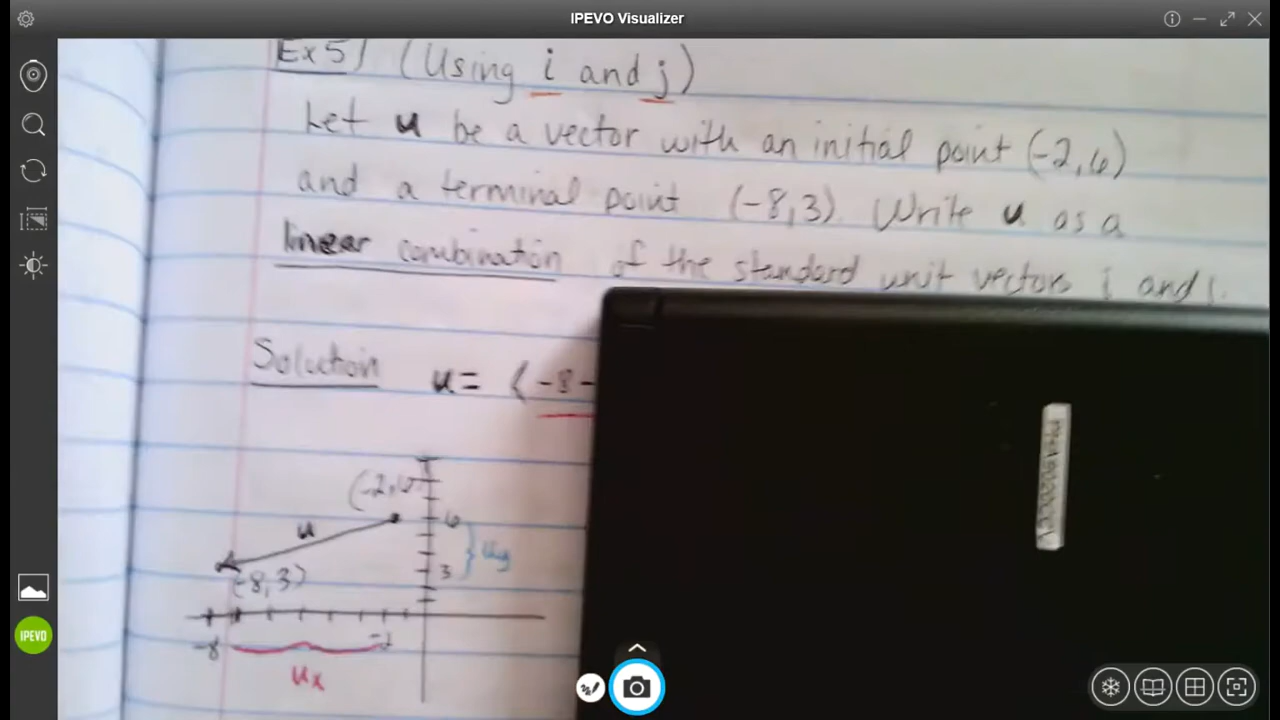 IPEVO Visualizer
Ex 5) (Using i and j)
Let u be a vector with an initial point (-2,6)
and a terminal point (-8,3). Write u as a
linear combination of the standard unit vectors i and j.
Solution u = < -8 -
(-2,6)
u
6
uy
(-8,3)
3
-8 -2
ux
IPEVO